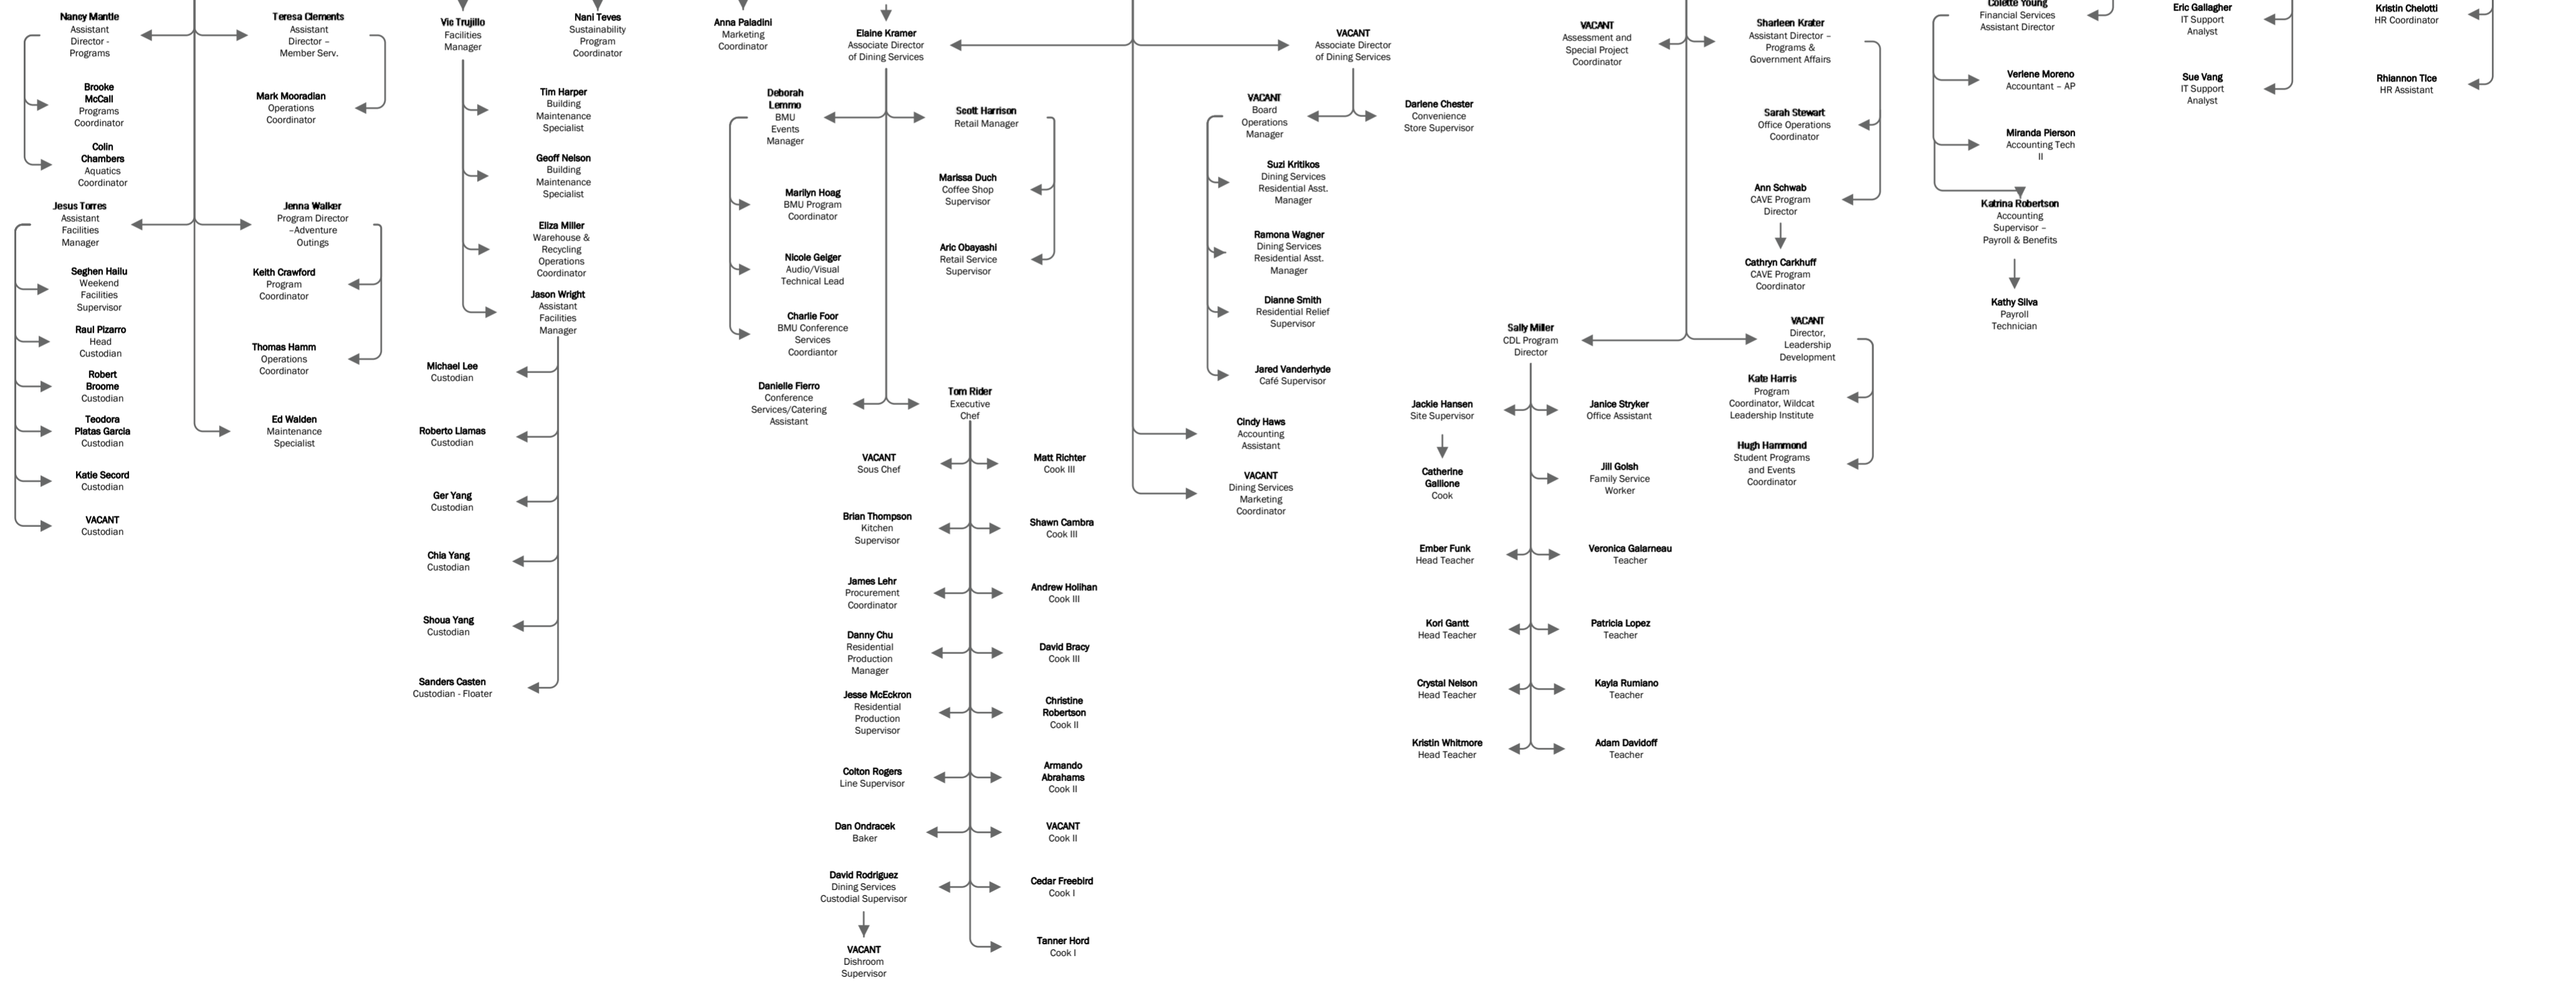 Nancy Mantle
Assistant
Director -
Programs
Teresa Clements
Assistant
Director –
Member Serv.
Brooke
McCall
Programs
Coordinator
Mark Mooradian
Operations
Coordinator
Colin
Chambers
Aquatics
Coordinator
Jesus Torres
Assistant
Facilities
Manager
Jenna Walker
Program Director
–Adventure
Outings
Seghen Hailu
Weekend
Facilities
Supervisor
Keith Crawford
Program
Coordinator
Raul Pizarro
Head
Custodian
Thomas Hamm
Operations
Coordinator
Robert
Broome
Custodian
Teodora
Platas Garcia
Custodian
Ed Walden
Maintenance
Specialist
Katie Secord
Custodian
VACANT
Custodian
Vic Trujillo
Facilities
Manager
Nani Teves
Sustainability
Program
Coordinator
Tim Harper
Building
Maintenance
Specialist
Geoff Nelson
Building
Maintenance
Specialist
Eliza Miller
Warehouse &
Recycling
Operations
Coordinator
Jason Wright
Assistant
Facilities
Manager
Michael Lee
Custodian
Roberto Llamas
Custodian
Ger Yang
Custodian
Chia Yang
Custodian
Shoua Yang
Custodian
Sanders Casten
Custodian - Floater
Anna Paladini
Marketing
Coordinator
Elaine Kramer
Associate Director
of Dining Services
VACANT
Associate Director
of Dining Services
Deborah
Lemmo
BMU
Events
Manager
Scott Harrison
Retail Manager
Marilyn Hoag
BMU Program
Coordinator
Marissa Duch
Coffee Shop
Supervisor
Nicole Geiger
Audio/Visual
Technical Lead
Aric Obayashi
Retail Service
Supervisor
Charlie Foor
BMU Conference
Services
Coordiantor
Danielle Fierro
Conference
Services/Catering
Assistant
Tom Rider
Executive
Chef
VACANT
Sous Chef
Matt Richter
Cook III
Brian Thompson
Kitchen
Supervisor
Shawn Cambra
Cook III
James Lehr
Procurement
Coordinator
Andrew Holihan
Cook III
Danny Chu
Residential
Production
Manager
David Bracy
Cook III
Jesse McEckron
Residential
Production
Supervisor
Christine
Robertson
Cook II
Colton Rogers
Line Supervisor
Armando
Abrahams
Cook II
Dan Ondracek
Baker
VACANT
Cook II
David Rodriguez
Dining Services
Custodial Supervisor
Cedar Freebird
Cook I
VACANT
Dishroom
Supervisor
Tanner Hord
Cook I
VACANT
Board
Operations
Manager
Darlene Chester
Convenience
Store Supervisor
Suzi Kritikos
Dining Services
Residential Asst.
Manager
Ramona Wagner
Dining Services
Residential Asst.
Manager
Dianne Smith
Residential Relief
Supervisor
Jared Vanderhyde
Café Supervisor
Cindy Haws
Accounting
Assistant
VACANT
Dining Services
Marketing
Coordinator
VACANT
Assessment and
Special Project
Coordinator
Sharleen Krater
Assistant Director –
Programs &
Government Affairs
Sarah Stewart
Office Operations
Coordinator
Ann Schwab
CAVE Program
Director
Cathryn Carkhuff
CAVE Program
Coordinator
Sally Miller
CDL Program
Director
VACANT
Director,
Leadership
Development
Kate Harris
Program
Coordinator, Wildcat
Leadership Institute
Hugh Hammond
Student Programs
and Events
Coordinator
Jackie Hansen
Site Supervisor
Janice Stryker
Office Assistant
Catherine
Gallione
Cook
Jill Golsh
Family Service
Worker
Ember Funk
Head Teacher
Veronica Galarneau
Teacher
Kori Gantt
Head Teacher
Patricia Lopez
Teacher
Crystal Nelson
Head Teacher
Kayla Rumiano
Teacher
Kristin Whitmore
Head Teacher
Adam Davidoff
Teacher
Colette Young
Financial Services
Assistant Director
Verlene Moreno
Accountant – AP
Miranda Pierson
Accounting Tech
II
Katrina Robertson
Accounting
Supervisor –
Payroll & Benefits
Kathy Silva
Payroll
Technician
Eric Gallagher
IT Support
Analyst
Sue Vang
IT Support
Analyst
Kristin Chelotti
HR Coordinator
Rhiannon Tice
HR Assistant